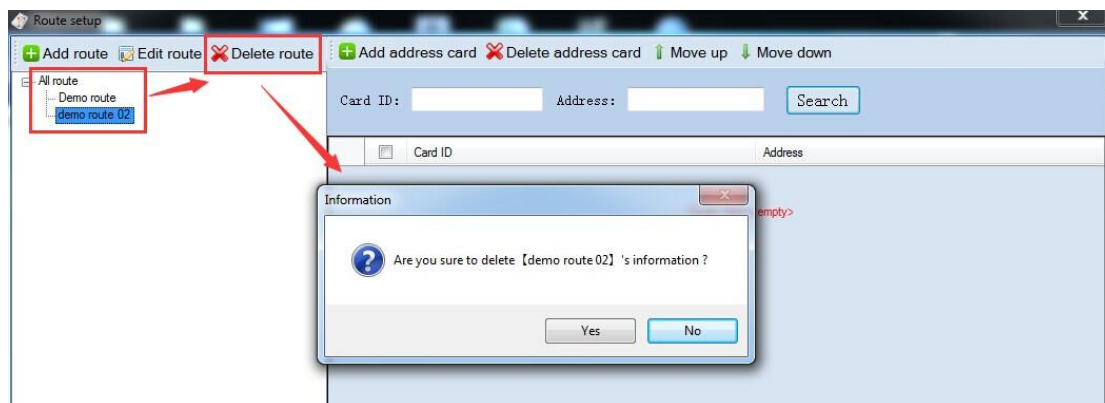 Route setup
Add route Edit route Delete route Add address card Delete address card Move up Move down
All route
Demo route
demo route 02
Card ID: Address: Search
Card ID Address
empty>
Information
Are you sure to delete【demo route 02】's information ?
Yes No